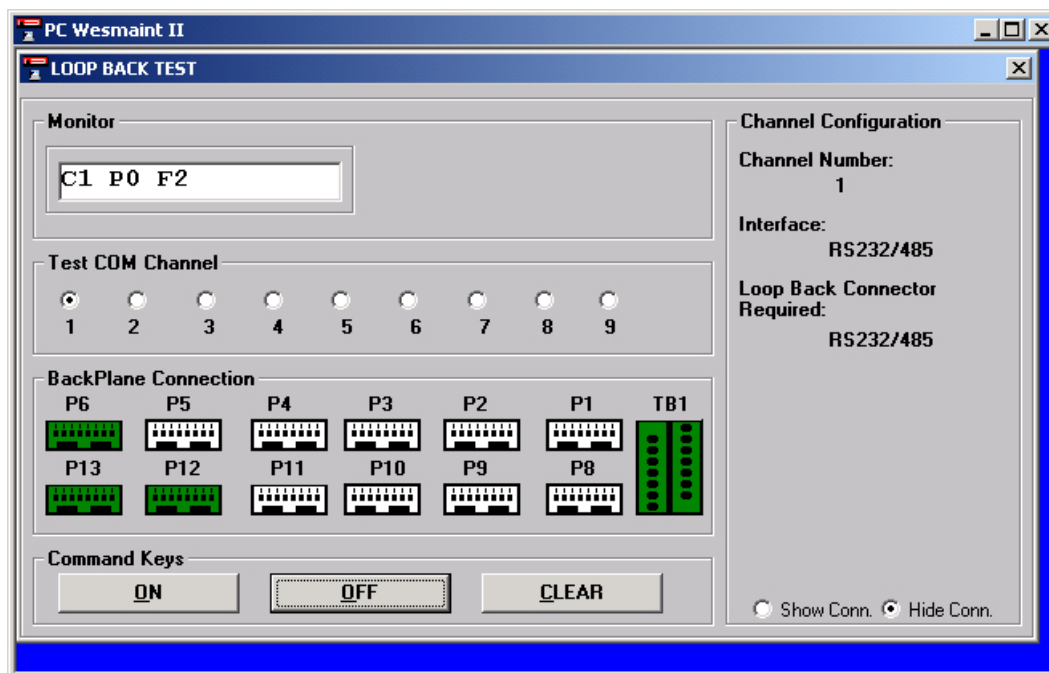 PC Wesmaint II
LOOP BACK TEST
Monitor
C1 P0 F2
Test COM Channel
1 2 3 4 5 6 7 8 9
BackPlane Connection
P6 P5 P4 P3 P2 P1 TB1
P13 P12 P11 P10 P9 P8
Command Keys
ON OFF CLEAR
Channel Configuration
Channel Number:
1
Interface:
RS232/485
Loop Back Connector
Required:
RS232/485
Show Conn. Hide Conn.